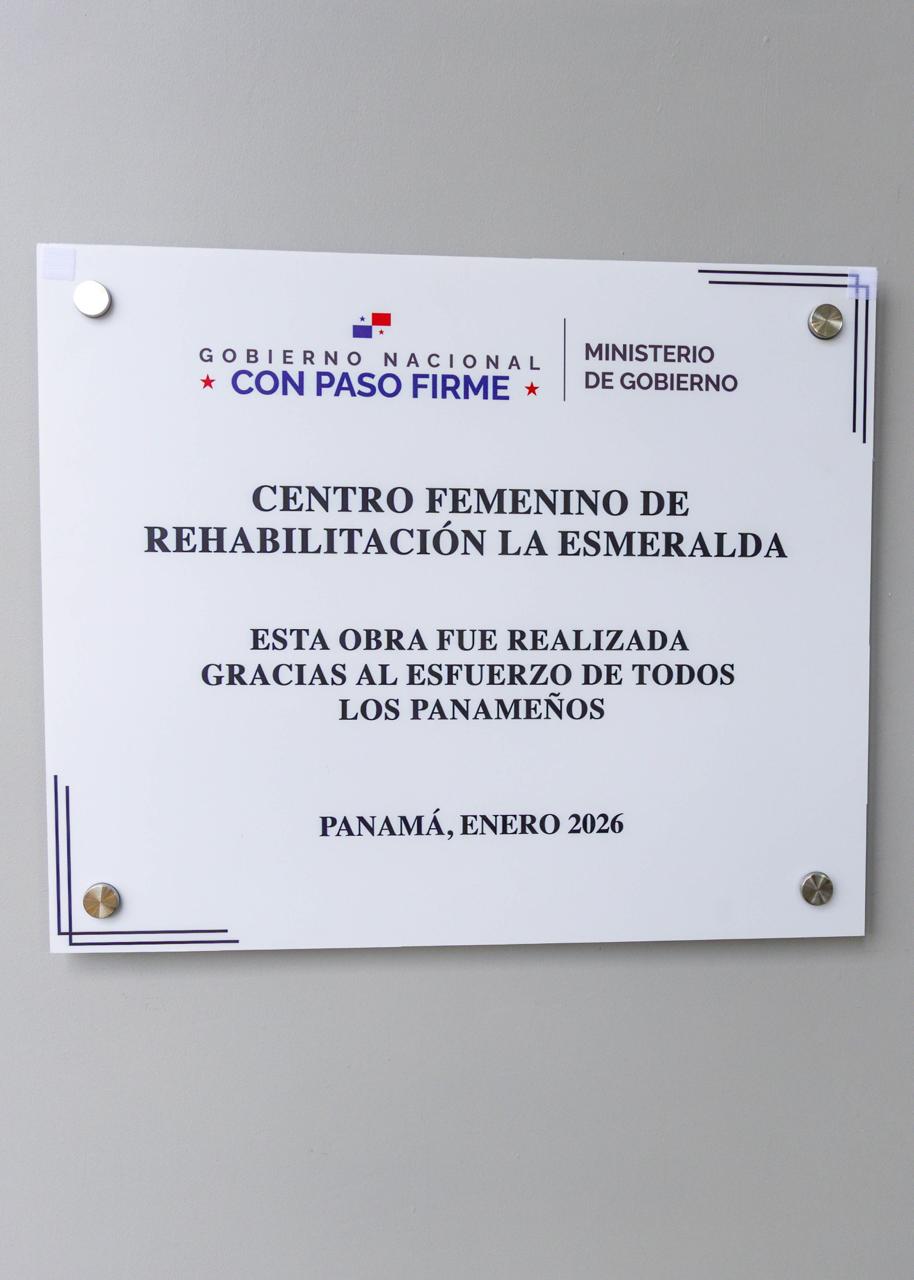 GOBIERNO NACIONAL
CON PASO FIRME
MINISTERIO
DE GOBIERNO
CENTRO FEMENINO DE
REHABILITACIÓN LA ESMERALDA
ESTA OBRA FUE REALIZADA
GRACIAS AL ESFUERZO DE TODOS
LOS PANAMEÑOS
PANAMÁ, ENERO 2026